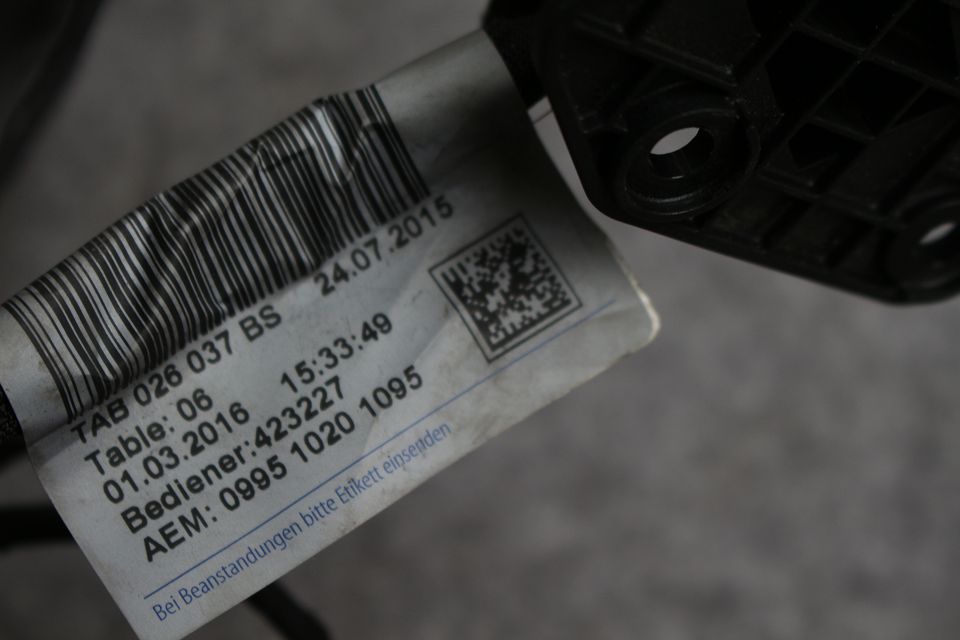 TAB 026 037 BS 24.07.2015
Table: 06
01.03.2016 15:33:49
Bediener:423227
AEM: 0995 1020 1095
Bei Beanstandungen bitte Etikett einsenden